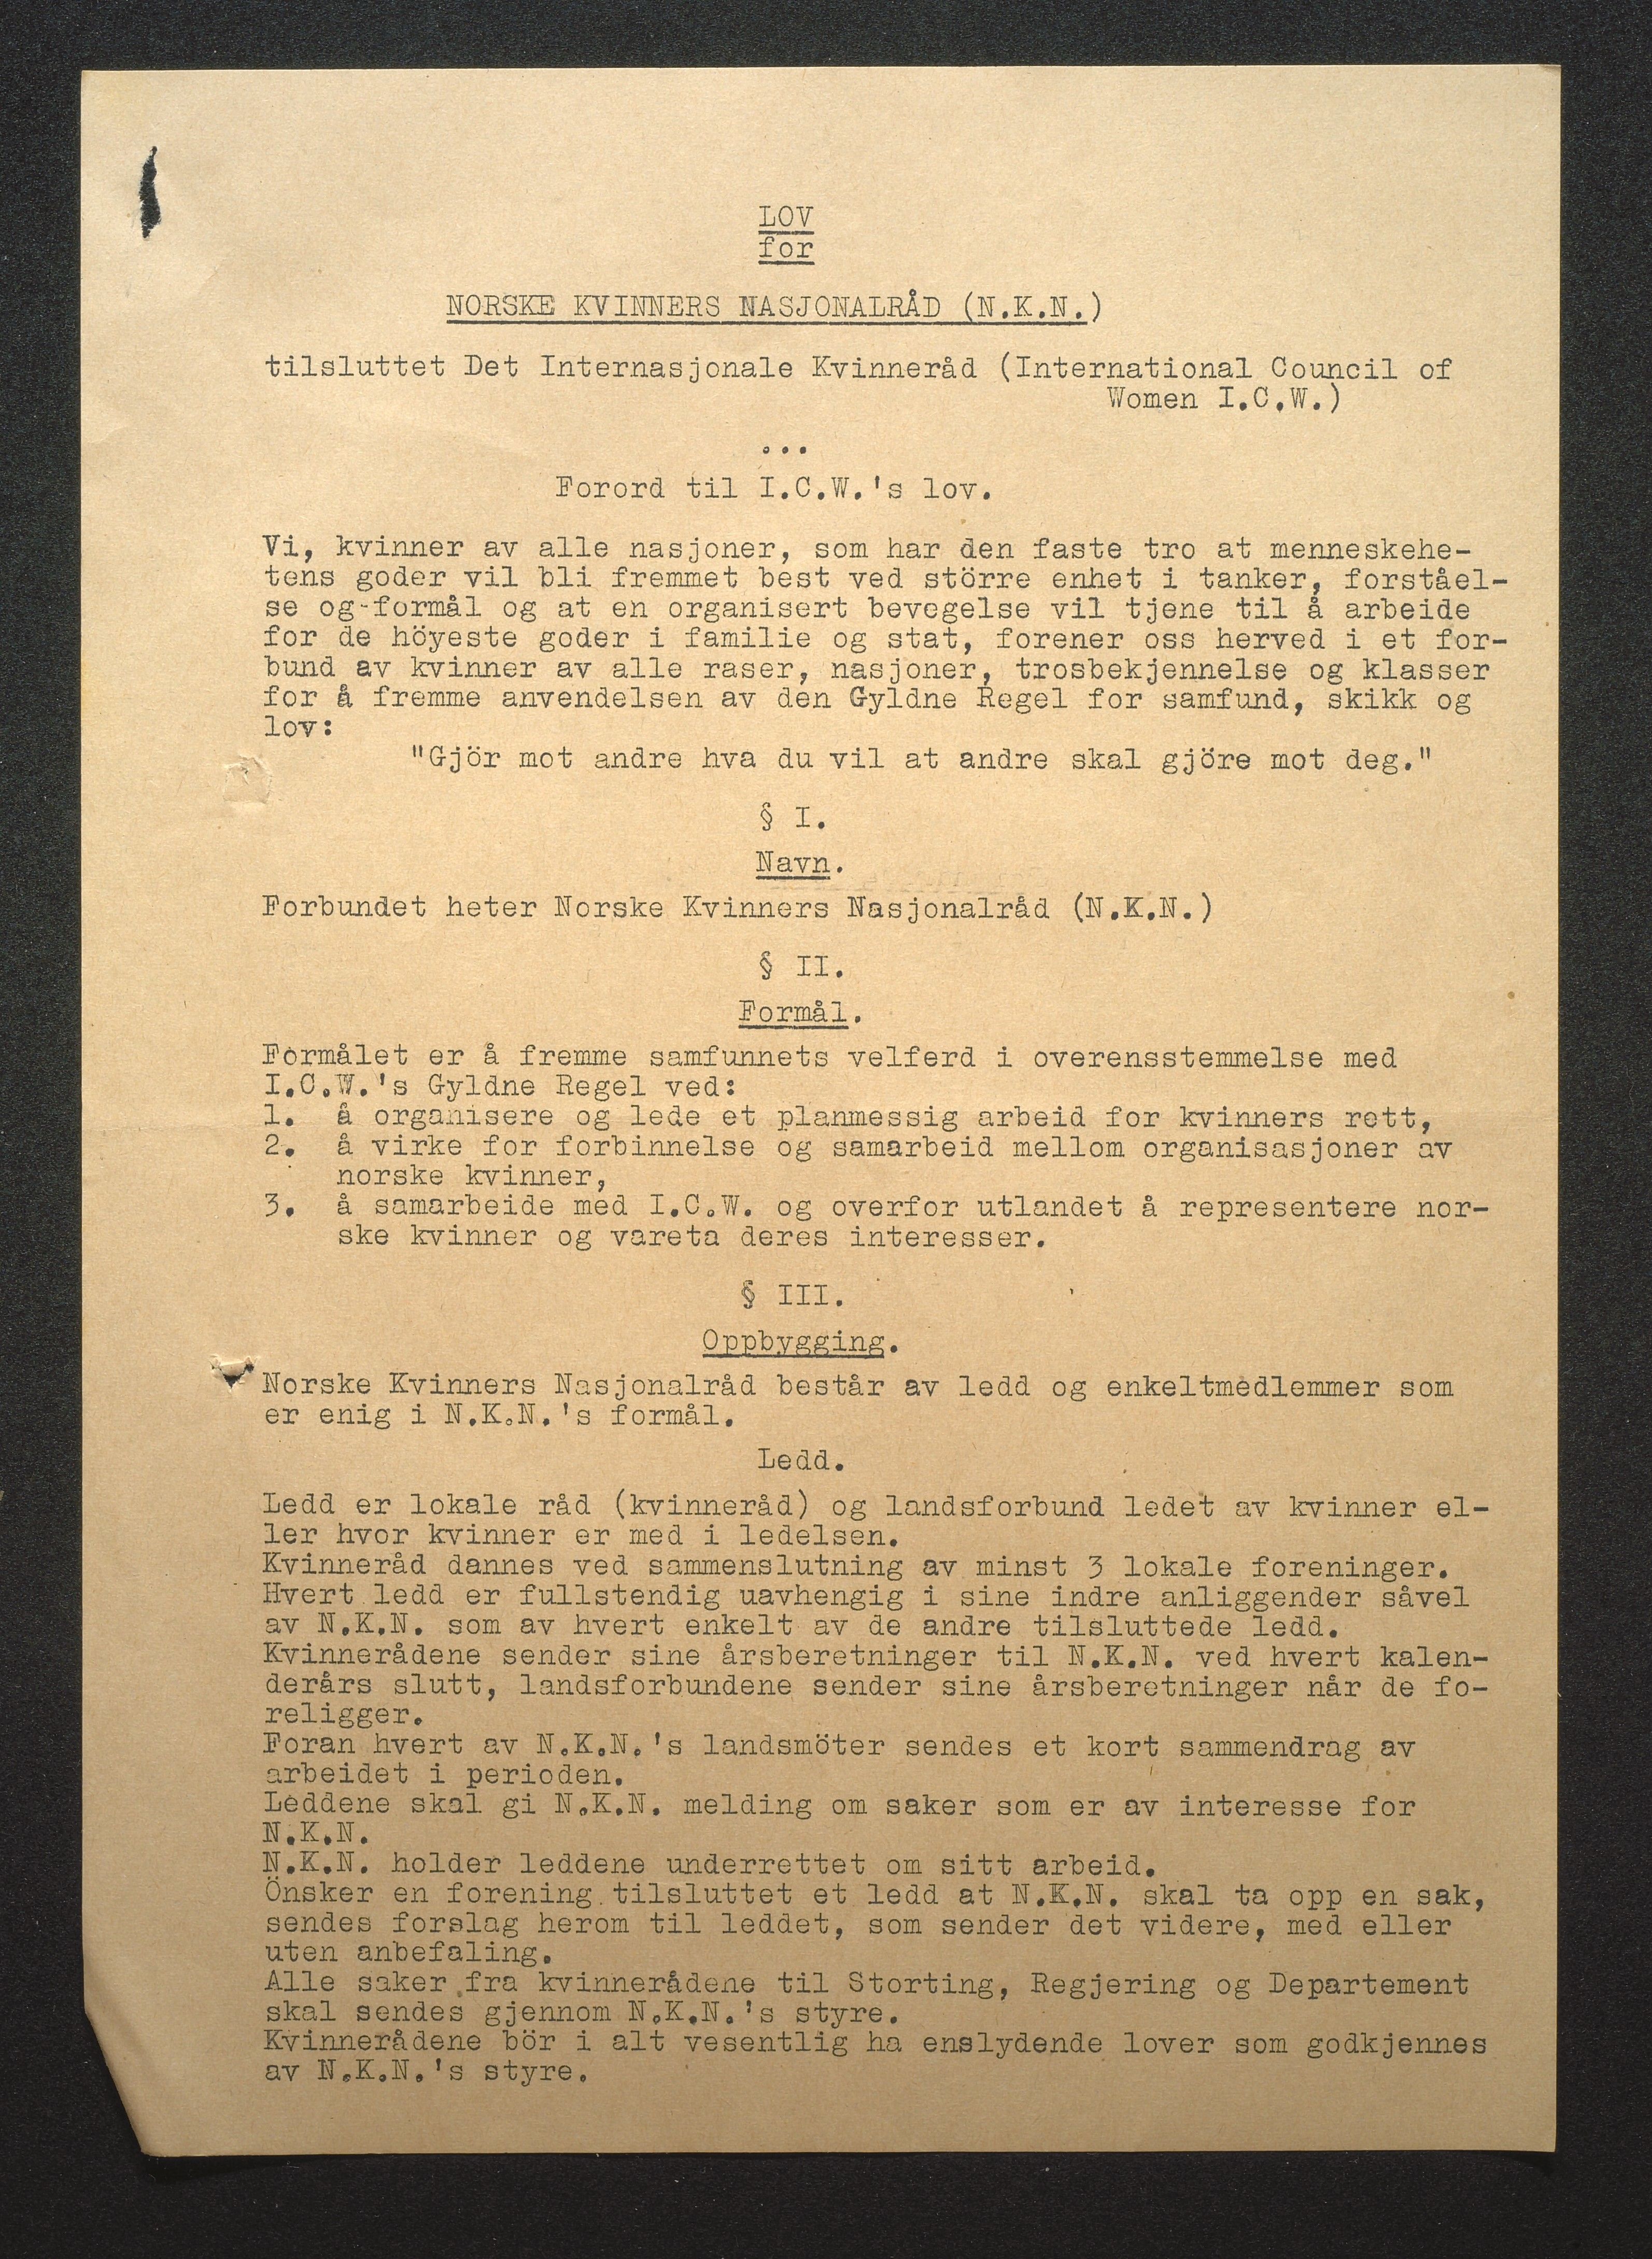 LOV
for
NORSKE KVINNERS NASJONALRÅD (N.K.N.)
tilsluttet Det Internasjonale Kvinneråd (International Council of
Women I.C.W.)
...
Forord til I.C.W.'s lov.
Vi, kvinner av alle nasjoner, som har den faste tro at menneskehe-
tens goder vil bli fremmet best ved större enhet i tanker, forståel-
se og-formål og at en organisert bevegelse vil tjene til å arbeide
for de höyeste goder i familie og stat, forener oss herved i et for-
bund av kvinner av alle raser, nasjoner, trosbekjennelse og klasser
for å fremme anvendelsen av den Gyldne Regel for samfund, skikk og
lov:
"Gjör mot andre hva du vil at andre skal gjöre mot deg."
§ I.
Navn.
Forbundet heter Norske Kvinners Nasjonalråd (N.K.N.)
§ II.
Formål.
Formålet er å fremme samfunnets velferd i overensstemmelse med
I.C.W.'s Gyldne Regel ved:
1. å organisere og lede et planmessig arbeid for kvinners rett,
2. å virke for forbinnelse og samarbeid mellom organisasjoner av
norske kvinner,
3. å samarbeide med I.C.W. og overfor utlandet å representere nor-
ske kvinner og vareta deres interesser.
§ III.
Oppbygging.
Norske Kvinners Nasjonalråd består av ledd og enkeltmedlemmer som
er enig i N.K.N.'s formål.
Ledd.
Ledd er lokale råd (kvinneråd) og landsforbund ledet av kvinner el-
ler hvor kvinner er med i ledelsen.
Kvinneråd dannes ved sammenslutning av minst 3 lokale foreninger.
Hvert ledd er fullstendig uavhengig i sine indre anliggender såvel
av N.K.N. som av hvert enkelt av de andre tilsluttede ledd.
Kvinnerådene sender sine årsberetninger til N.K.N. ved hvert kalen-
derårs slutt, landsforbundene sender sine årsberetninger når de fo-
religger.
Foran hvert av N.K.N.'s landsmöter sendes et kort sammendrag av
arbeidet i perioden.
Leddene skal gi N.K.N. melding om saker som er av interesse for
N.K.N.
N.K.N. holder leddene underrettet om sitt arbeid.
Önsker en forening tilsluttet et ledd at N.K.N. skal ta opp en sak,
sendes forslag herom til leddet, som sender det videre, med eller
uten anbefaling.
Alle saker fra kvinnerådene til Storting, Regjering og Departement
skal sendes gjennom N.K.N.'s styre.
Kvinnerådene bör i alt vesentlig ha enslydende lover som godkjennes
av N.K.N.'s styre.